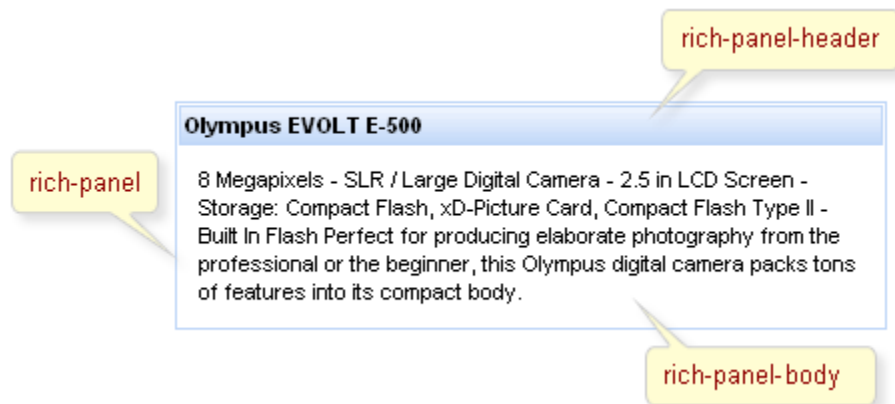 rich-panel-header
Olympus EVOLT E-500
rich-panel
8 Megapixels - SLR / Large Digital Camera - 2.5 in LCD Screen -
Storage: Compact Flash, xD-Picture Card, Compact Flash Type II -
Built In Flash Perfect for producing elaborate photography from the
professional or the beginner, this Olympus digital camera packs tons
of features into its compact body.
rich-panel-body